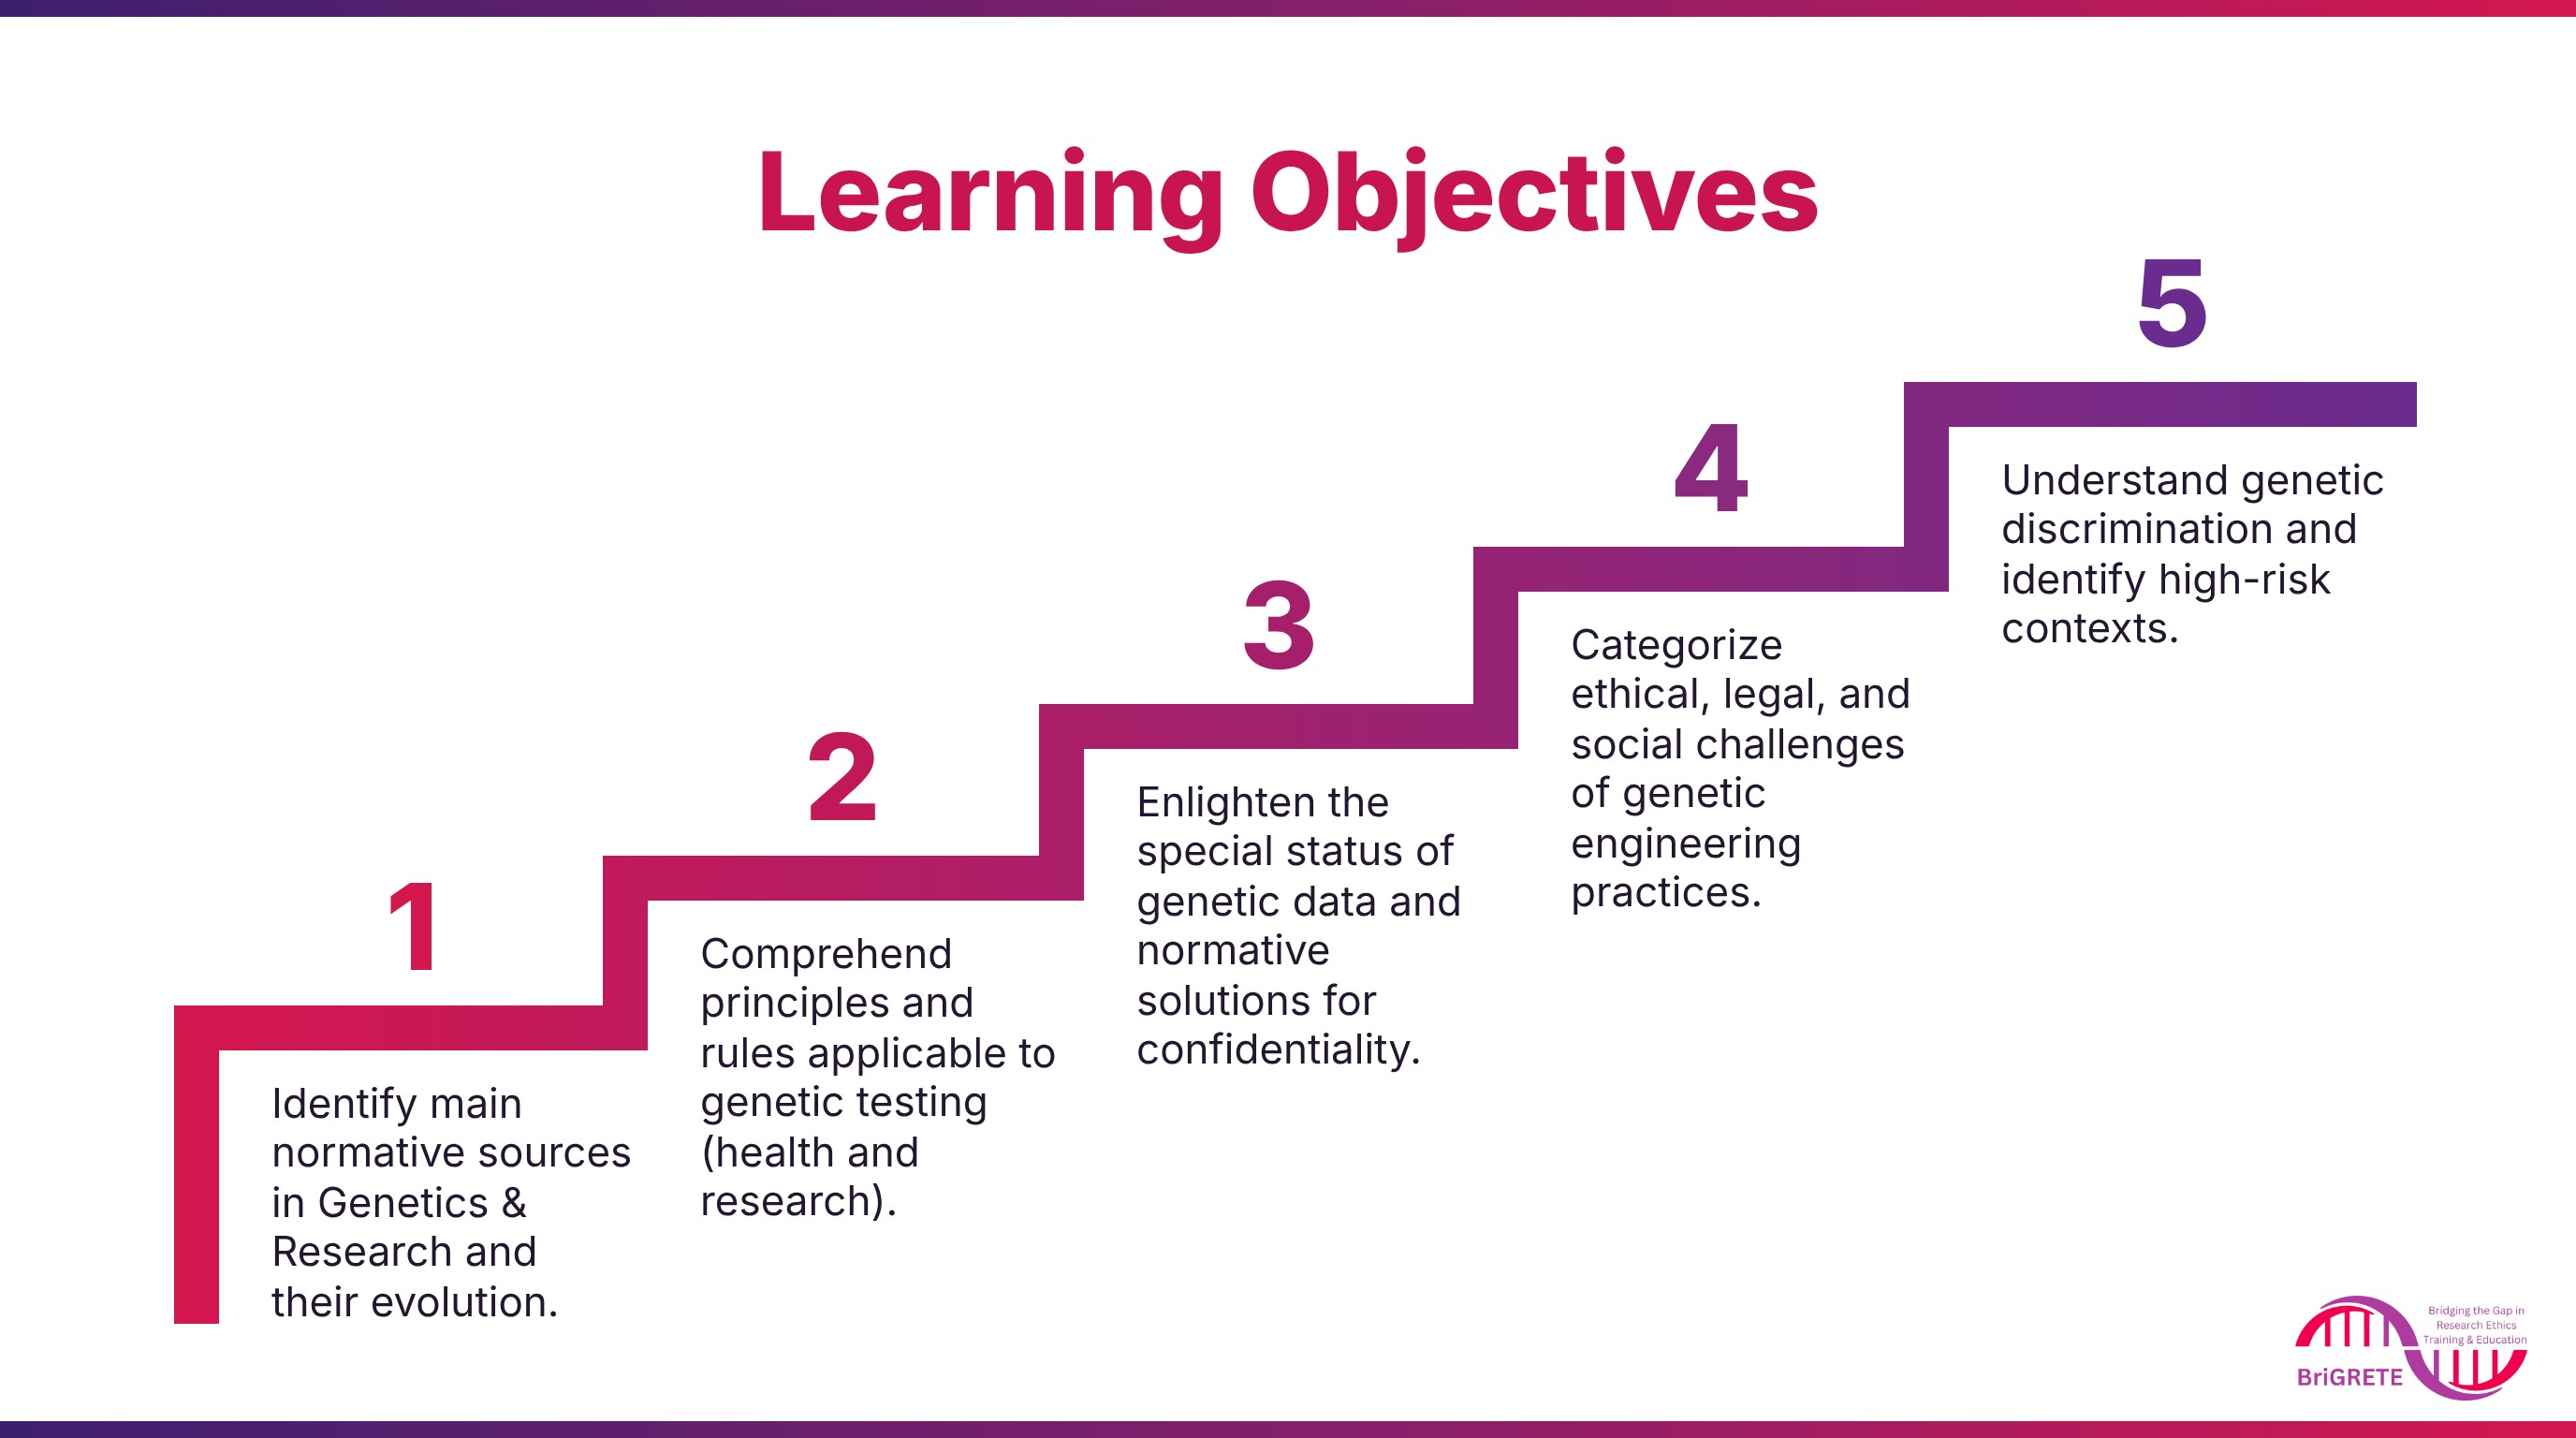 Learning Objectives
1
Identify main
normative sources
in Genetics &
Research and
their evolution.
2
Comprehend
principles and
rules applicable to
genetic testing
(health and
research).
3
Enlighten the
special status of
genetic data and
normative
solutions for
confidentiality.
4
Categorize
ethical, legal, and
social challenges
of genetic
engineering
practices.
5
Understand genetic
discrimination and
identify high-risk
contexts.
Bridging the Gap in
Research Ethics
Training & Education
BriGRETE